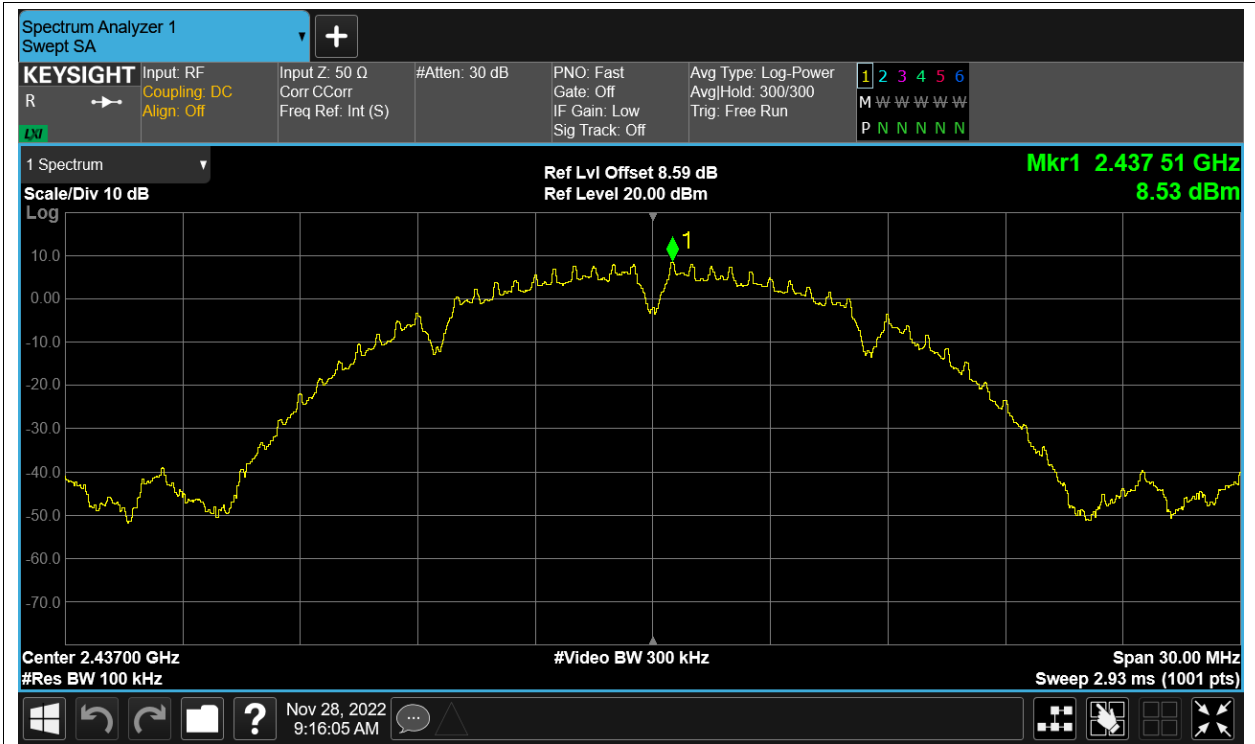 Spectrum Analyzer 1
Swept SA
KEYSIGHT
R
LXI
Input: RF
Coupling: DC
Align: Off
Input Z: 50 Ω
Corr CCorr
Freq Ref: Int (S)
#Atten: 30 dB
PNO: Fast
Gate: Off
IF Gain: Low
Sig Track: Off
Avg Type: Log-Power
Avg|Hold: 300/300
Trig: Free Run
1 2 3 4 5 6
M W W W W W W
P N N N N N
1 Spectrum
Scale/Div 10 dB
Log
Ref Lvl Offset 8.59 dB
Ref Level 20.00 dBm
Mkr1 2.437 51 GHz
8.53 dBm
1
10.0
0.00
-10.0
-20.0
-30.0
-40.0
-50.0
-60.0
-70.0
Center 2.43700 GHz
#Res BW 100 kHz
#Video BW 300 kHz
Span 30.00 MHz
Sweep 2.93 ms (1001 pts)
?
Nov 28, 2022
9:16:05 AM